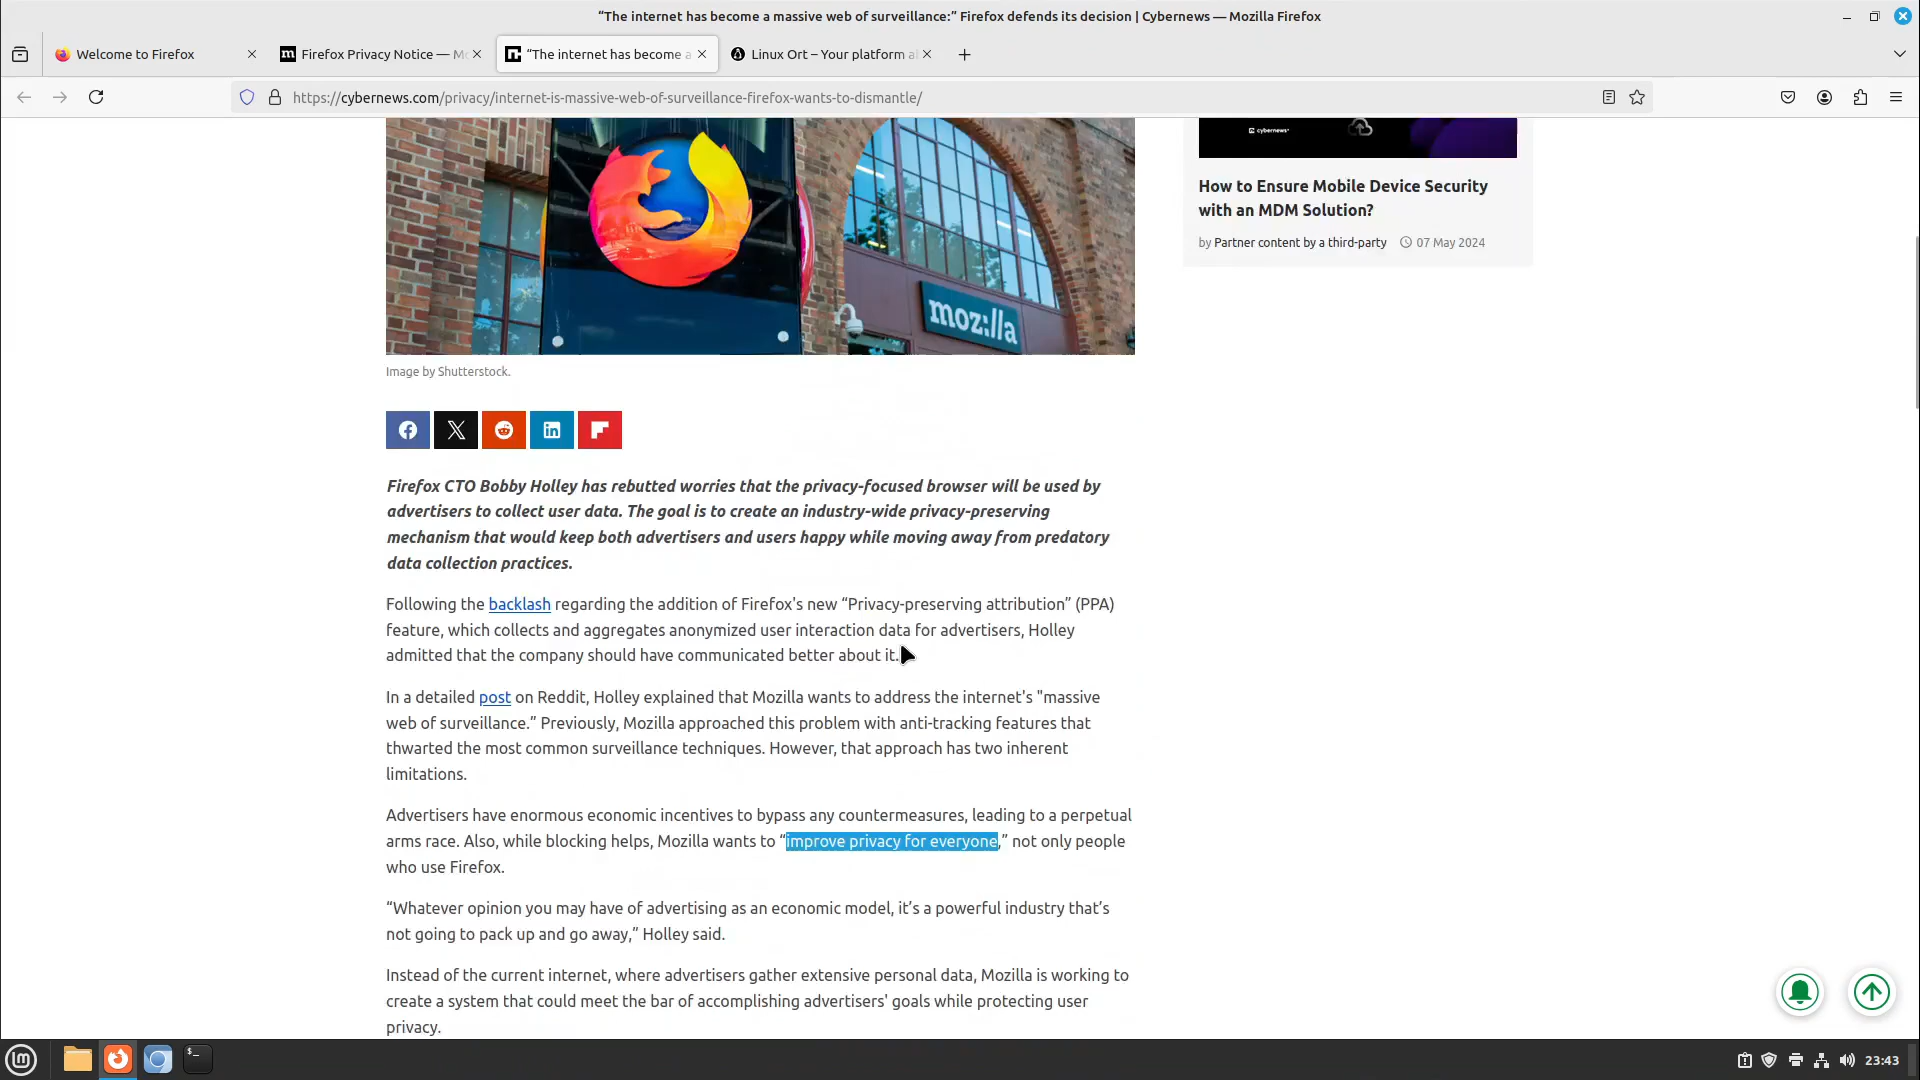 “The internet has become a massive web of surveillance:” Firefox defends its decision | Cybernews — Mozilla Firefox
Welcome to Firefox
Firefox Privacy Notice — M
“The internet has become a
Linux Ort – Your platform a
https://cybernews.com/privacy/internet-is-massive-web-of-surveillance-firefox-wants-to-dismantle/
cybernews
moz://a
How to Ensure Mobile Device Security
with an MDM Solution?
by Partner content by a third-party 07 May 2024
Image by Shutterstock.
Firefox CTO Bobby Holley has rebutted worries that the privacy-focused browser will be used by
advertisers to collect user data. The goal is to create an industry-wide privacy-preserving
mechanism that would keep both advertisers and users happy while moving away from predatory
data collection practices.
Following the backlash regarding the addition of Firefox's new “Privacy-preserving attribution” (PPA)
feature, which collects and aggregates anonymized user interaction data for advertisers, Holley
admitted that the company should have communicated better about it.
In a detailed post on Reddit, Holley explained that Mozilla wants to address the internet's "massive
web of surveillance.” Previously, Mozilla approached this problem with anti-tracking features that
thwarted the most common surveillance techniques. However, that approach has two inherent
limitations.
Advertisers have enormous economic incentives to bypass any countermeasures, leading to a perpetual
arms race. Also, while blocking helps, Mozilla wants to “improve privacy for everyone,” not only people
who use Firefox.
“Whatever opinion you may have of advertising as an economic model, it’s a powerful industry that’s
not going to pack up and go away,” Holley said.
Instead of the current internet, where advertisers gather extensive personal data, Mozilla is working to
create a system that could meet the bar of accomplishing advertisers' goals while protecting user
privacy.
23:43